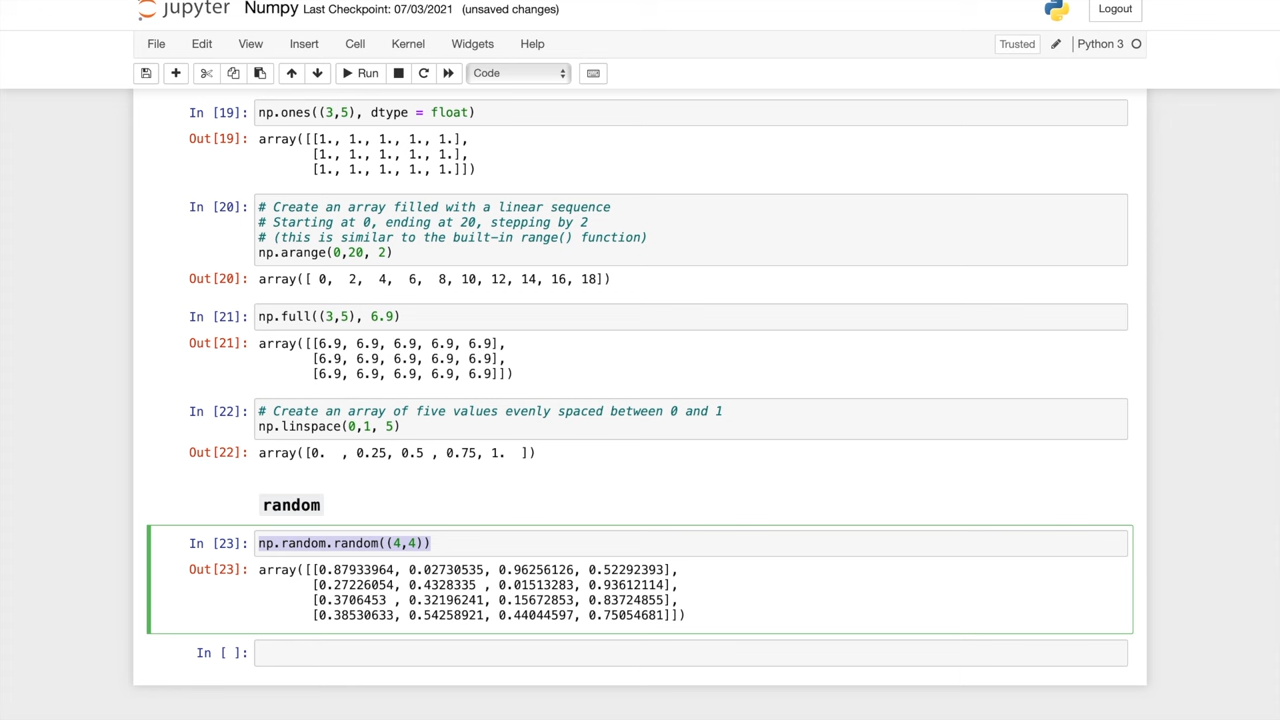 jupyter Numpy Last Checkpoint: 07/03/2021 (unsaved changes) Logout
File Edit View Insert Cell Kernel Widgets Help Trusted Python 3
Run Code
In [19]: np.ones((3,5), dtype = float)
Out[19]: array([[1., 1., 1., 1., 1.],
[1., 1., 1., 1., 1.],
[1., 1., 1., 1., 1.]])
In [20]: # Create an array filled with a linear sequence
# Starting at 0, ending at 20, stepping by 2
# (this is similar to the built-in range() function)
np.arange(0,20, 2)
Out[20]: array([ 0, 2, 4, 6, 8, 10, 12, 14, 16, 18])
In [21]: np.full((3,5), 6.9)
Out[21]: array([[6.9, 6.9, 6.9, 6.9, 6.9],
[6.9, 6.9, 6.9, 6.9, 6.9],
[6.9, 6.9, 6.9, 6.9, 6.9]])
In [22]: # Create an array of five values evenly spaced between 0 and 1
np.linspace(0,1, 5)
Out[22]: array([0. , 0.25, 0.5 , 0.75, 1. ])
random
In [23]: np.random.random((4,4))
Out[23]: array([[0.87933964, 0.02730535, 0.96256126, 0.52292393],
[0.27226054, 0.4328335 , 0.01513283, 0.93612114],
[0.3706453 , 0.32196241, 0.15672853, 0.83724855],
[0.38530633, 0.54258921, 0.44044597, 0.75054681]])
In [ ]: